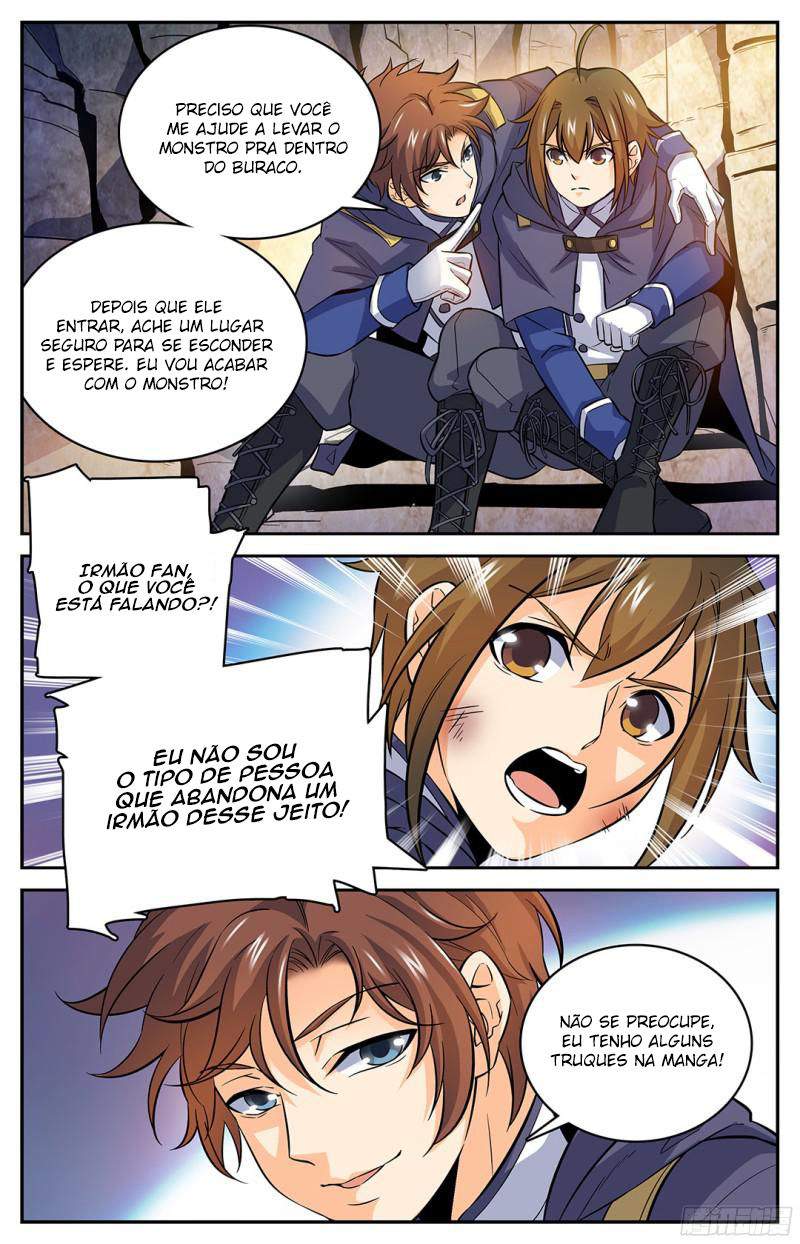 PRECISO QUE VOCÊ
ME AJUDE A LEVAR O
MONSTRO PRA DENTRO
DO BURACO.
DEPOIS QUE ELE
ENTRAR, ACHE UM LUGAR
SEGURO PARA SE ESCONDER
E ESPERE. EU VOU ACABAR
COM O MONSTRO!
IRMÃO FAN,
O QUE VOCÊ
ESTÁ FALANDO?!
EU NÃO SOU
O TIPO DE PESSOA
QUE ABANDONA UM
IRMÃO DESSE JEITO!
NÃO SE PREOCUPE,
EU TENHO ALGUNS
TRUQUES NA MANGA!